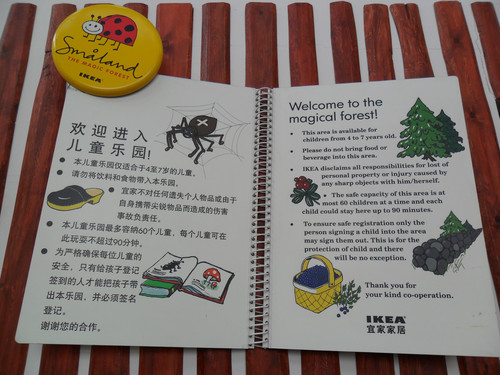 Småland
THE MAGIC FOREST
IKEA
欢迎进入
儿童乐园!
• 本儿童乐园仅适合于4至7岁的儿童。
• 请勿将饮料和食物带入本乐园。
• 宜家不对任何遗失个人物品或由于
自身携带尖锐物品而造成的伤害
事故负责任.
• 本儿童乐园最多容纳60个儿童, 每个儿童可在
此玩耍不超过90分钟。
• 为严格确保每位儿童的
安全, 只有给孩子登记
签到的人才能把孩子带
出本乐园, 并必须签名
登记。
谢谢您的合作。
Welcome to the
magical forest!
• This area is available for
children from 4 to 7 years old.
• Please do not bring food or
beverage into this area.
• IKEA disclaims all responsibilities for lost of
personal property or injury caused by
any sharp objects with him/herself.
• The safe capacity of this area is at
most 60 children at a time and each
child could stay here up to 90 minutes.
• To ensure safe registration only the
person signing a child into the area
may sign them out. This is for the
protection of child and there
will be no exception.
Thank you for
your kind co-operation.
IKEA
宜家家居